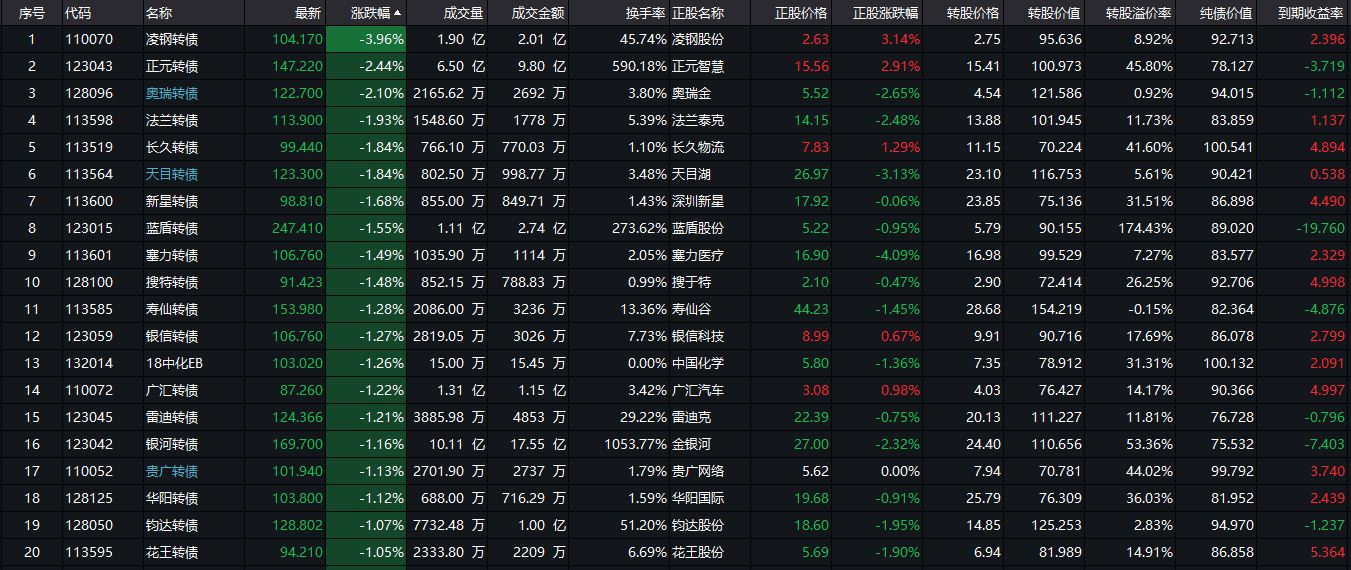 序号 代码 名称 最新 涨跌幅▲ 成交量 成交金额 换手率 正股名称 正股价格 正股涨跌幅 转股价格 转股价值 转股溢价率 纯债价值 到期收益率
1 110070 凌钢转债 104.170 -3.96% 1.90 亿 2.01 亿 45.74% 凌钢股份 2.63 3.14% 2.75 95.636 8.92% 92.713 2.396
2 123043 正元转债 147.220 -2.44% 6.50 亿 9.80 亿 590.18% 正元智慧 15.56 2.91% 15.41 100.973 45.80% 78.127 -3.719
3 128096 奥瑞转债 122.700 -2.10% 2165.62 万 2692 万 3.80% 奥瑞金 5.52 -2.65% 4.54 121.586 0.92% 94.015 -1.112
4 113598 法兰转债 113.900 -1.93% 1548.60 万 1778 万 5.39% 法兰泰克 14.15 -2.48% 13.88 101.945 11.73% 83.859 1.137
5 113519 长久转债 99.440 -1.84% 766.10 万 770.03 万 1.10% 长久物流 7.83 1.29% 11.15 70.224 41.60% 100.541 4.894
6 113564 天目转债 123.300 -1.84% 802.50 万 998.77 万 3.48% 天目湖 26.97 -3.13% 23.10 116.753 5.61% 90.421 0.538
7 113600 新星转债 98.810 -1.68% 855.00 万 849.71 万 1.43% 深圳新星 17.92 -0.06% 23.85 75.136 31.51% 86.898 4.490
8 123015 蓝盾转债 247.410 -1.55% 1.11 亿 2.74 亿 273.62% 蓝盾股份 5.22 -0.95% 5.79 90.155 174.43% 89.020 -19.760
9 113601 塞力转债 106.760 -1.49% 1035.90 万 1114 万 2.05% 塞力医疗 16.90 -4.09% 16.98 99.529 7.27% 83.577 2.329
10 128100 搜特转债 91.423 -1.48% 852.15 万 788.83 万 0.99% 搜于特 2.10 -0.47% 2.90 72.414 26.25% 92.706 4.998
11 113585 寿仙转债 153.980 -1.28% 2086.00 万 3236 万 13.36% 寿仙谷 44.23 -1.45% 28.68 154.219 -0.15% 82.364 -4.876
12 123059 银信转债 106.760 -1.27% 2819.05 万 3026 万 7.73% 银信科技 8.99 0.67% 9.91 90.716 17.69% 86.078 2.799
13 132014 18中化EB 103.020 -1.26% 15.00 万 15.45 万 0.00% 中国化学 5.80 -1.36% 7.35 78.912 31.31% 100.132 2.091
14 110072 广汇转债 87.260 -1.22% 1.31 亿 1.15 亿 3.42% 广汇汽车 3.08 0.98% 4.03 76.427 14.17% 90.366 4.997
15 123045 雷迪转债 124.366 -1.21% 3885.98 万 4853 万 29.22% 雷迪克 22.39 -0.75% 20.13 111.227 11.81% 76.728 -0.796
16 123042 银河转债 169.700 -1.16% 10.11 亿 17.55 亿 1053.77% 金银河 27.00 -2.32% 24.40 110.656 53.36% 75.532 -7.403
17 110052 贵广转债 101.940 -1.13% 2701.90 万 2737 万 1.79% 贵广网络 5.62 0.00% 7.94 70.781 44.02% 99.792 3.740
18 128125 华阳转债 103.800 -1.12% 688.00 万 716.29 万 1.59% 华阳国际 19.68 -0.91% 25.79 76.309 36.03% 81.952 2.439
19 128050 钧达转债 128.802 -1.07% 7732.48 万 1.00 亿 51.20% 钧达股份 18.60 -1.95% 14.85 125.253 2.83% 94.970 -1.237
20 113595 花王转债 94.210 -1.05% 2333.80 万 2209 万 6.69% 花王股份 5.69 -1.90% 6.94 81.989 14.91% 86.858 5.364